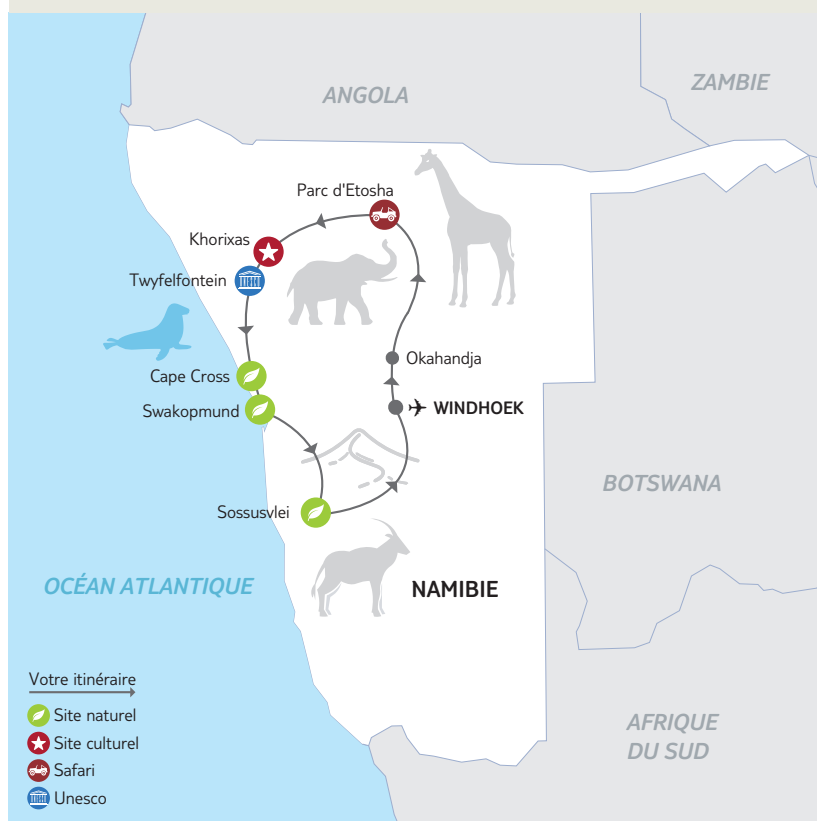 ANGOLA
ZAMBIE
Parc d'Etosha
Khorixas
Twyfelfontein
Okahandja
Cape Cross
Swakopmund
WINDHOEK
BOTSWANA
Sossusvlei
OCÉAN ATLANTIQUE
NAMIBIE
Votre itinéraire
Site naturel
Site culturel
Safari
Unesco
AFRIQUE
DU SUD